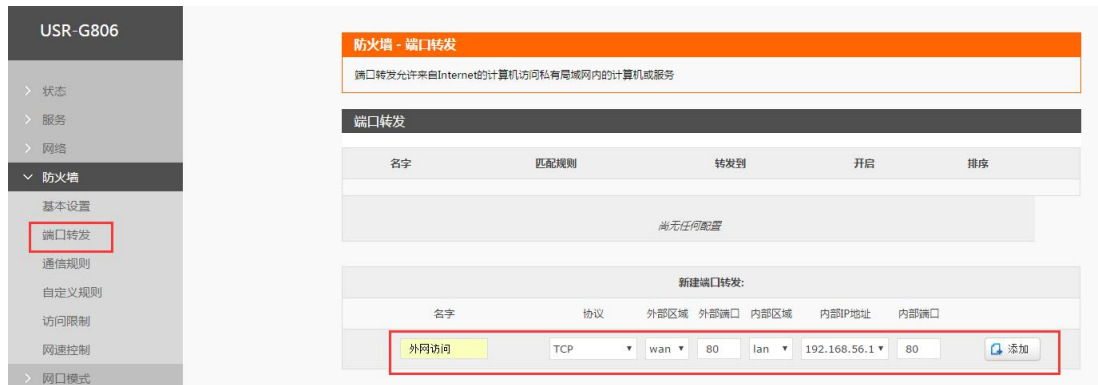 USR-G806
状态
服务
网络
防火墙
基本设置
端口转发
通信规则
自定义规则
访问限制
网速控制
网口模式
防火墙 - 端口转发
端口转发允许来自Internet的计算机访问私有局域网内的计算机或服务
端口转发
名字 匹配规则 转发到 开启 排序
尚无任何配置
新建端口转发:
名字 协议 外部区域 外部端口 内部区域 内部IP地址 内部端口
外网访问 TCP wan 80 lan 192.168.56.1 80 添加